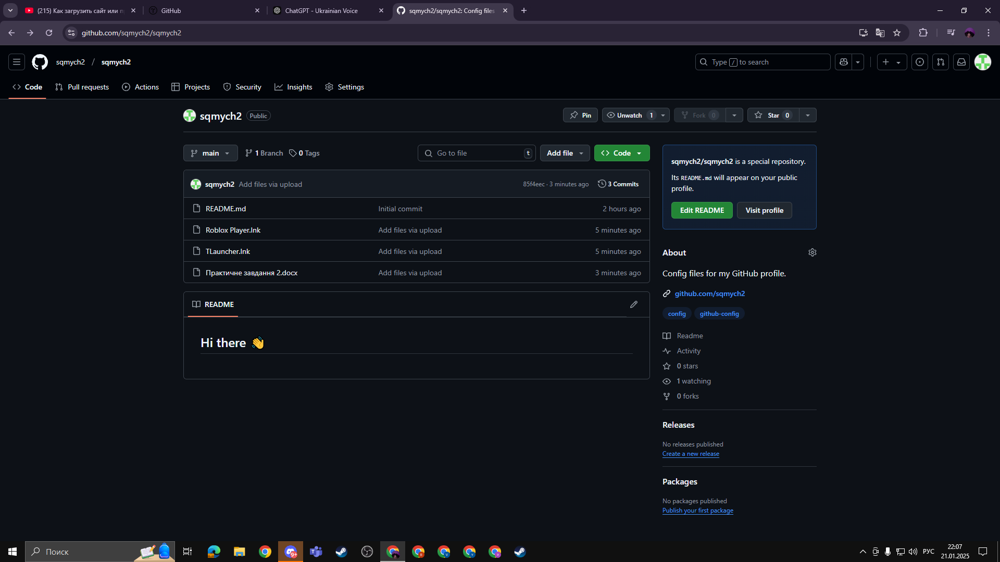 (215) Как загрузить сайт или п
GitHub
ChatGPT - Ukrainian Voice
sqmych2/sqmych2: Config files
github.com/sqmych2/sqmych2
sqmych2 / sqmych2
Type / to search
Code
Pull requests
Actions
Projects
Security
Insights
Settings
sqmych2 Public
Pin
Unwatch 1
Fork 0
Star 0
main
1 Branch
0 Tags
Go to file t
Add file
Code
sqmych2 Add files via upload 85f4eec · 3 minutes ago 3 Commits
README.md Initial commit 2 hours ago
Roblox Player.lnk Add files via upload 5 minutes ago
TLauncher.lnk Add files via upload 5 minutes ago
Практичне завдання 2.docx Add files via upload 3 minutes ago
README
Hi there 👋
sqmych2/sqmych2 is a special repository.
Its README.md will appear on your public
profile.
Edit README
Visit profile
About
Config files for my GitHub profile.
github.com/sqmych2
config github-config
Readme
Activity
0 stars
1 watching
0 forks
Releases
No releases published
Create a new release
Packages
No packages published
Publish your first package
Поиск
9+
РУС
22:07
21.01.2025